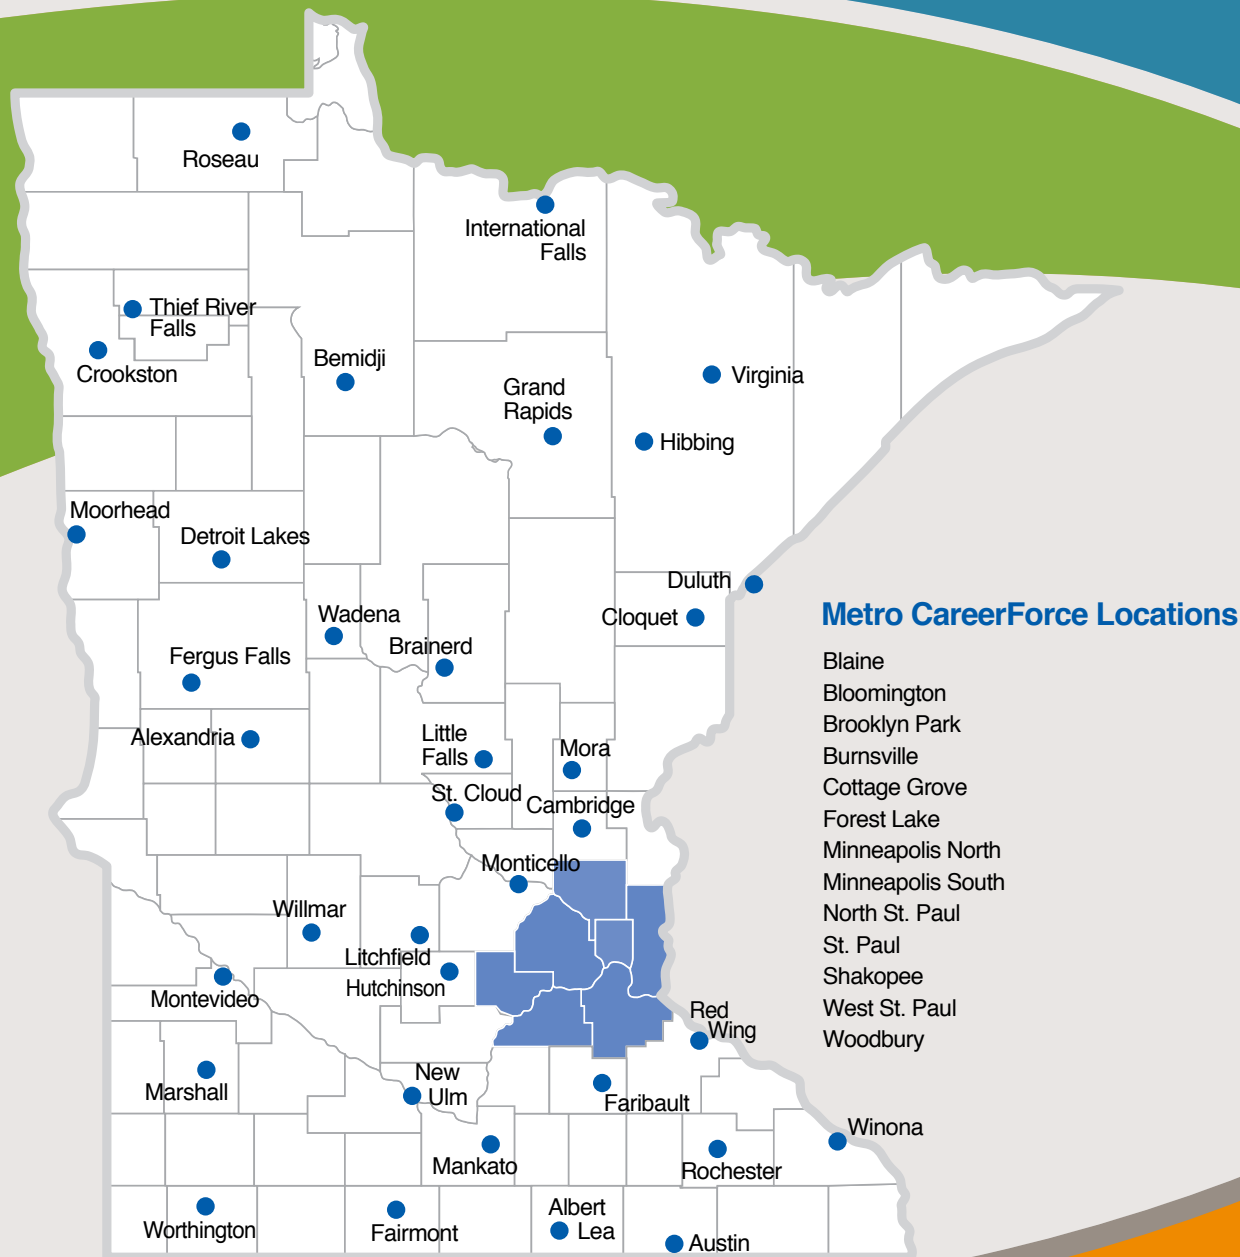 Roseau
International
Falls
Thief River
Falls
Crookston
Bemidji
Grand
Rapids
Virginia
Hibbing
Moorhead
Detroit Lakes
Duluth
Cloquet
Wadena
Brainerd
Fergus Falls
Alexandria
Little
Falls
Mora
St. Cloud
Cambridge
Monticello
Willmar
Litchfield
Hutchinson
Montevideo
Red
Wing
Marshall
New
Ulm
Faribault
Winona
Mankato
Rochester
Worthington
Fairmont
Albert
Lea
Austin
Metro CareerForce Locations
Blaine
Bloomington
Brooklyn Park
Burnsville
Cottage Grove
Forest Lake
Minneapolis North
Minneapolis South
North St. Paul
St. Paul
Shakopee
West St. Paul
Woodbury